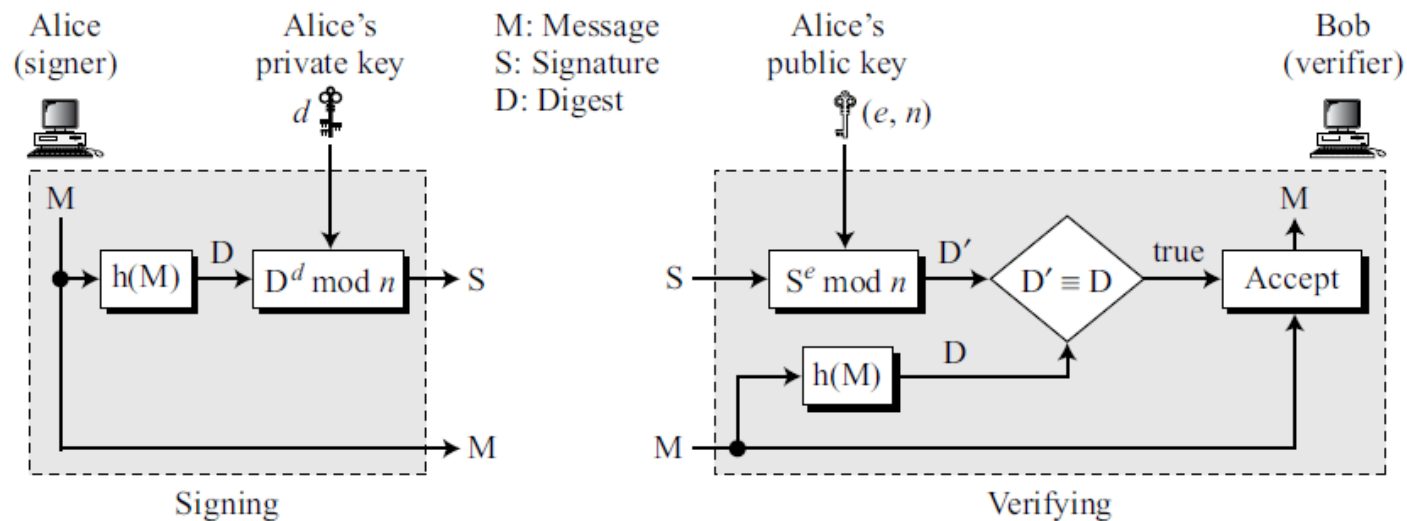 Alice
(signer)
Alice's
private key
d
M: Message
S: Signature
D: Digest
Alice's
public key
(e, n)
Bob
(verifier)
M
h(M)
D
D^d mod n
S
M
Signing
S
S^e mod n
D′
D′ ≡ D
true
Accept
M
h(M)
D
M
Verifying